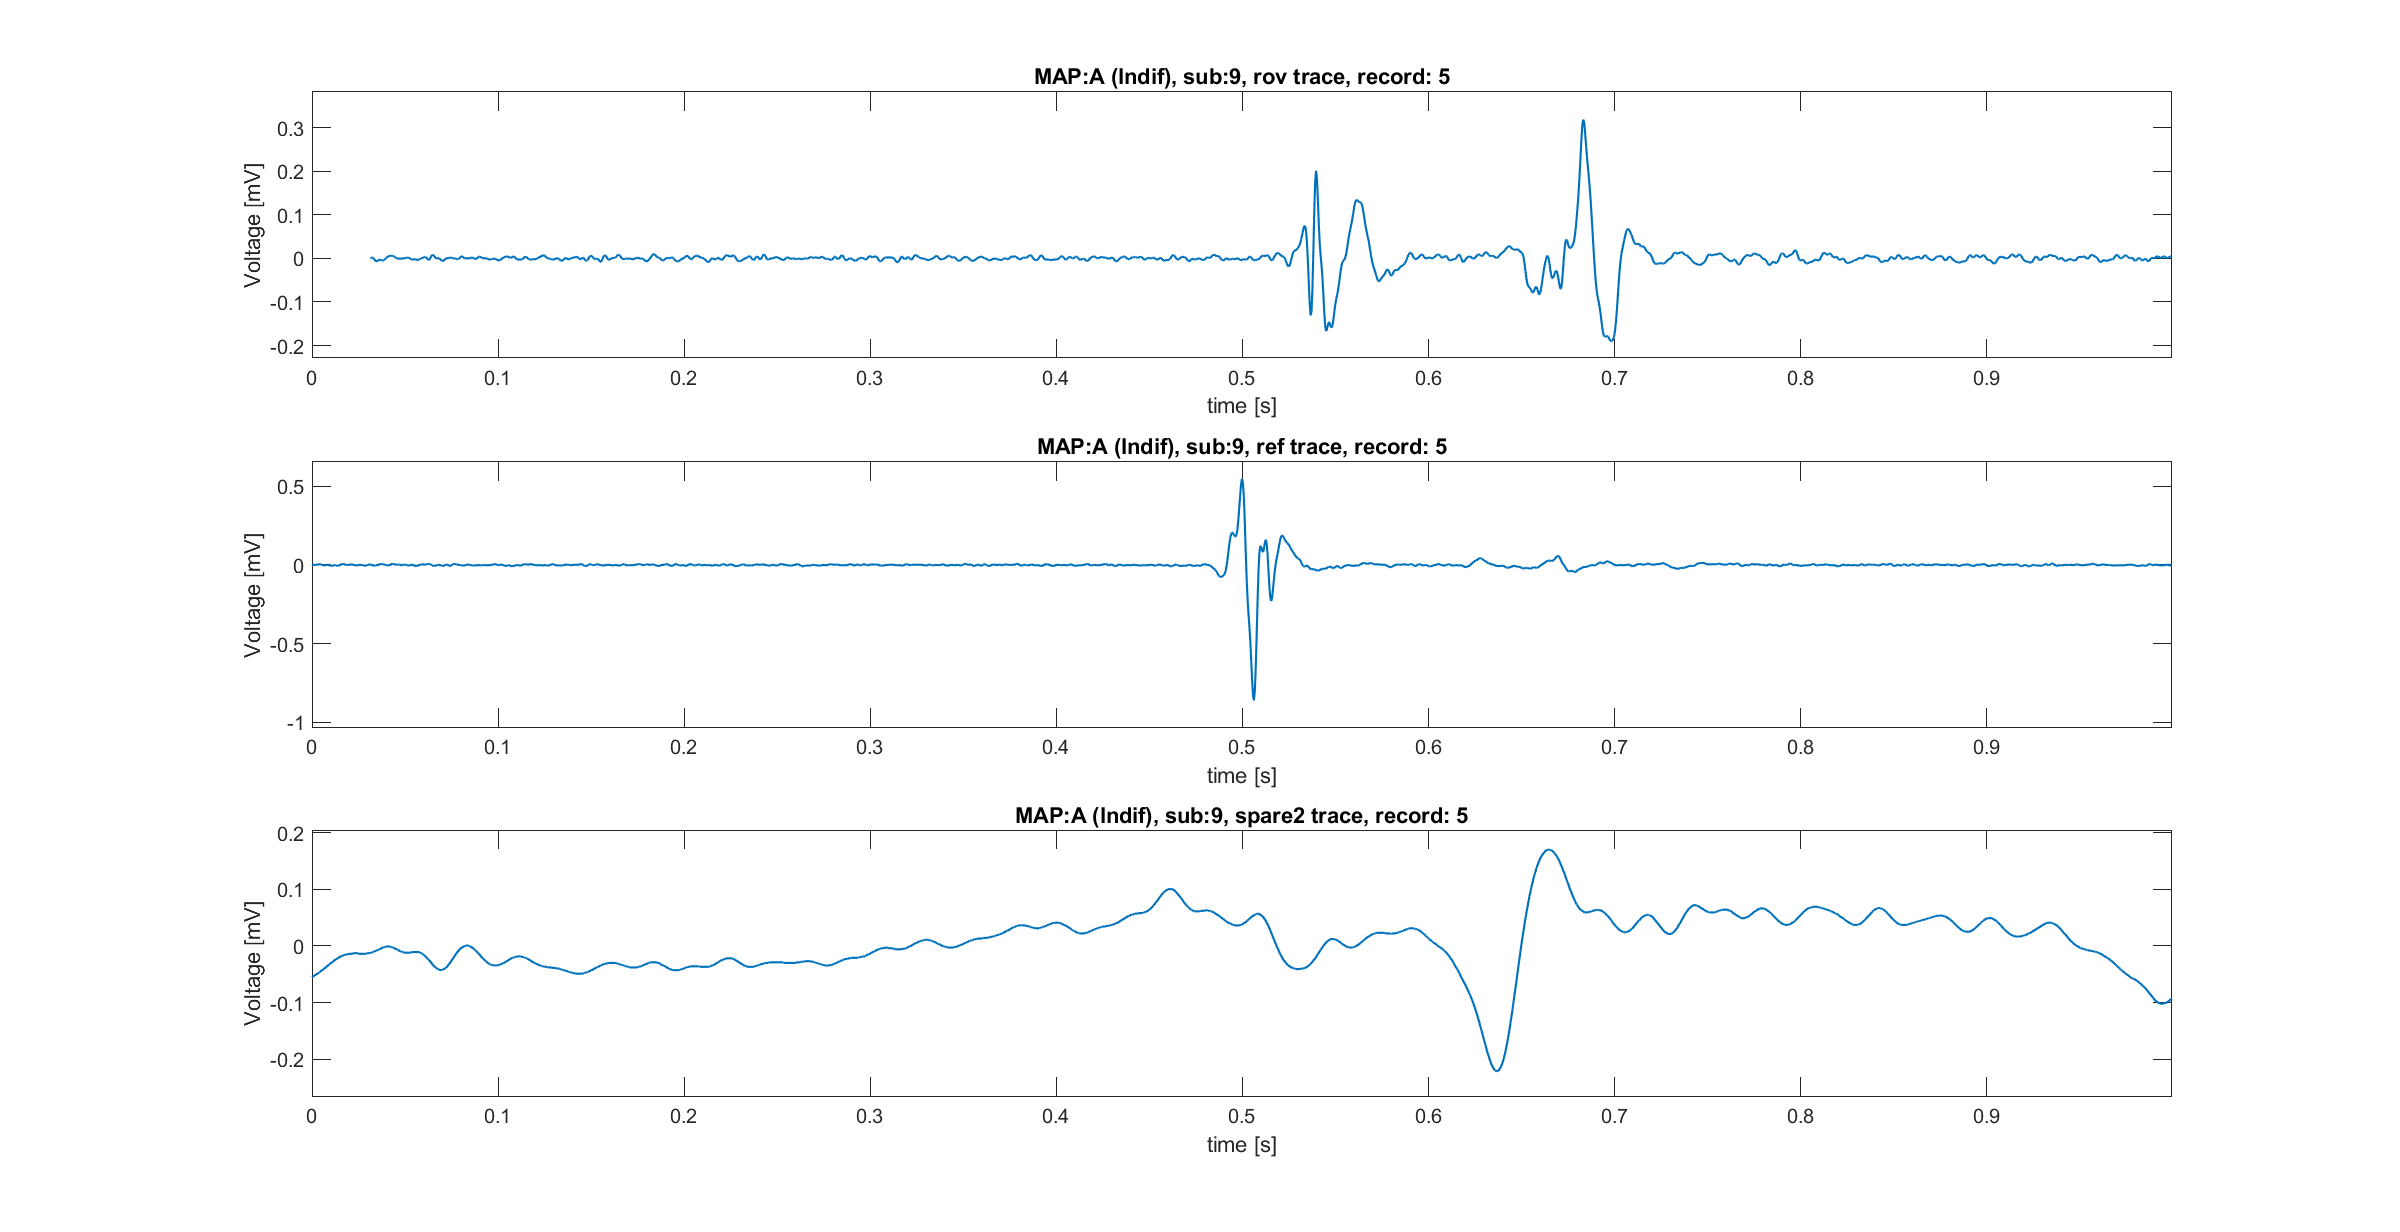 MAP:A (Indif), sub:9, rov trace, record: 5
Voltage [mV]
0.3
0.2
0.1
0
-0.1
-0.2
0 0.1 0.2 0.3 0.4 0.5 0.6 0.7 0.8 0.9
time [s]
MAP:A (Indif), sub:9, ref trace, record: 5
Voltage [mV]
0.5
0
-0.5
-1
0 0.1 0.2 0.3 0.4 0.5 0.6 0.7 0.8 0.9
time [s]
MAP:A (Indif), sub:9, spare2 trace, record: 5
Voltage [mV]
0.2
0.1
0
-0.1
-0.2
0 0.1 0.2 0.3 0.4 0.5 0.6 0.7 0.8 0.9
time [s]